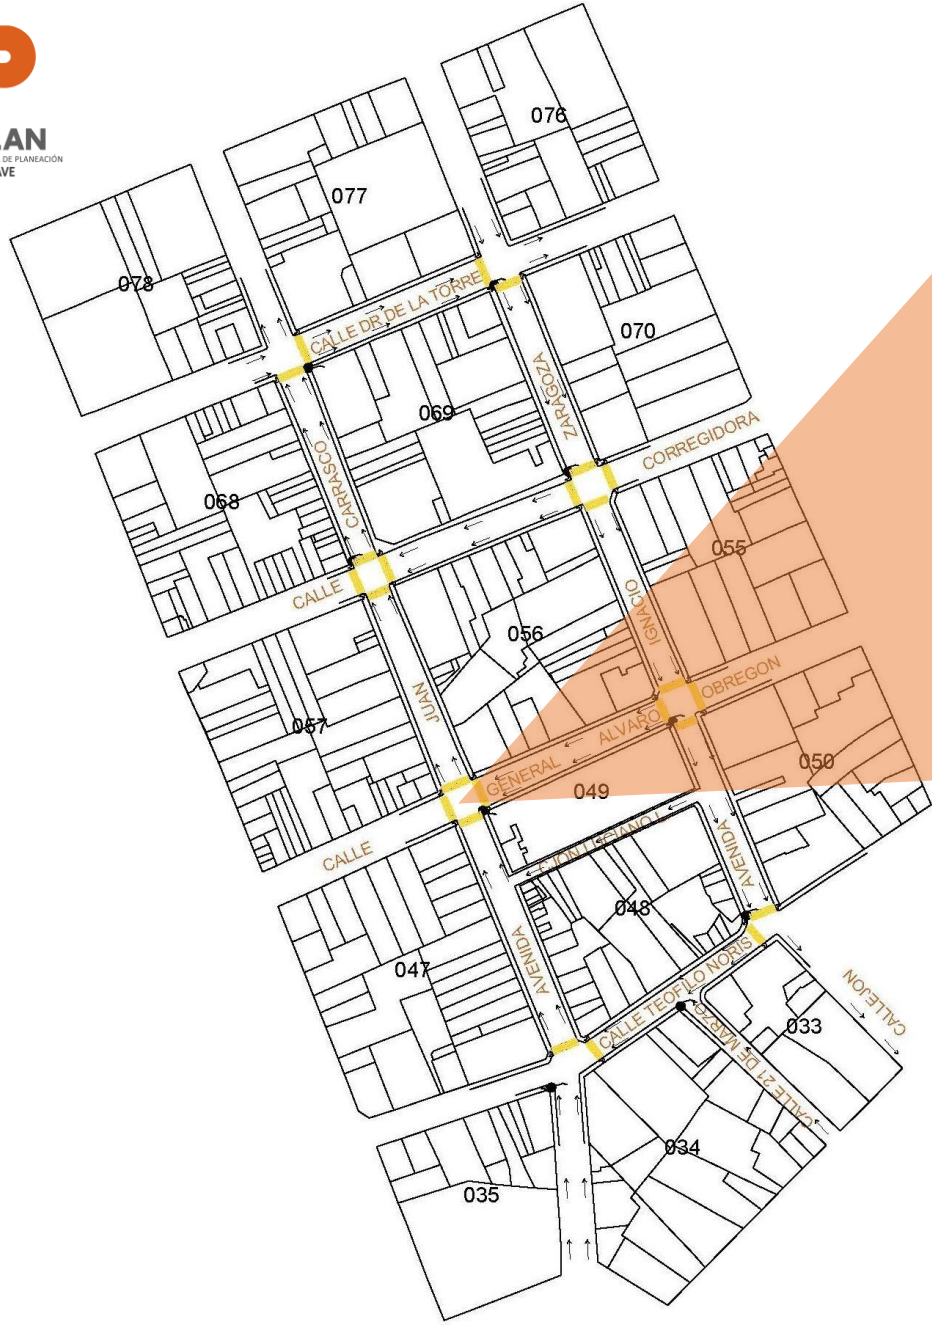 LAN
DE PLANEACIÓN
AVE
076
077
078
CALLE DR DE LA TORRE
070
069
ZARAGOZA
CORREGIDORA
CARRASCO
068
055
CALLE
IGNACIO
056
OBREGON
JUAN
ALVARO
057
050
GENERAL
049
CALLE
CJON LUCIANO
AVENIDA
048
047
AVENIDA
CALLE TEOFILO NORIS
CALLEJON
033
CALLE 21 DE MARZO
034
035